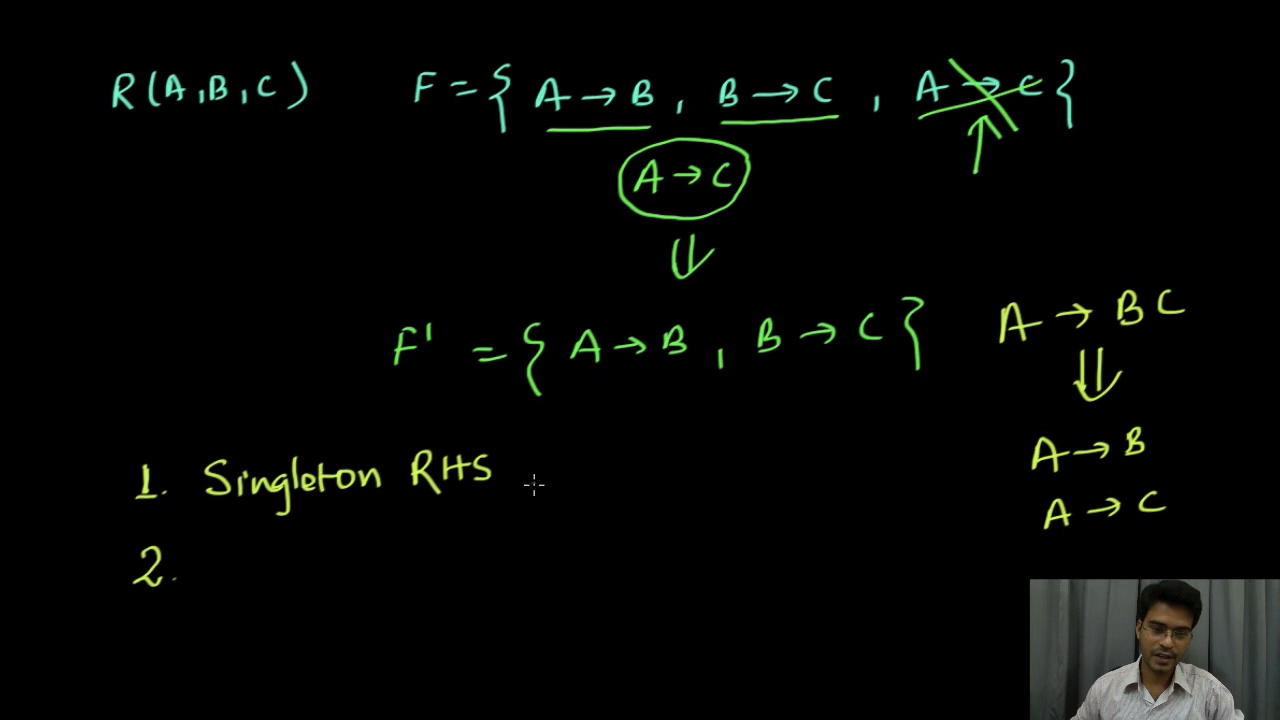 R(A,B,C) F = { A → B , B → C , A → C }
A → C
⇓
F' = { A → B , B → C } A → BC
⇓
1. Singleton RHS A → B
A → C
2.